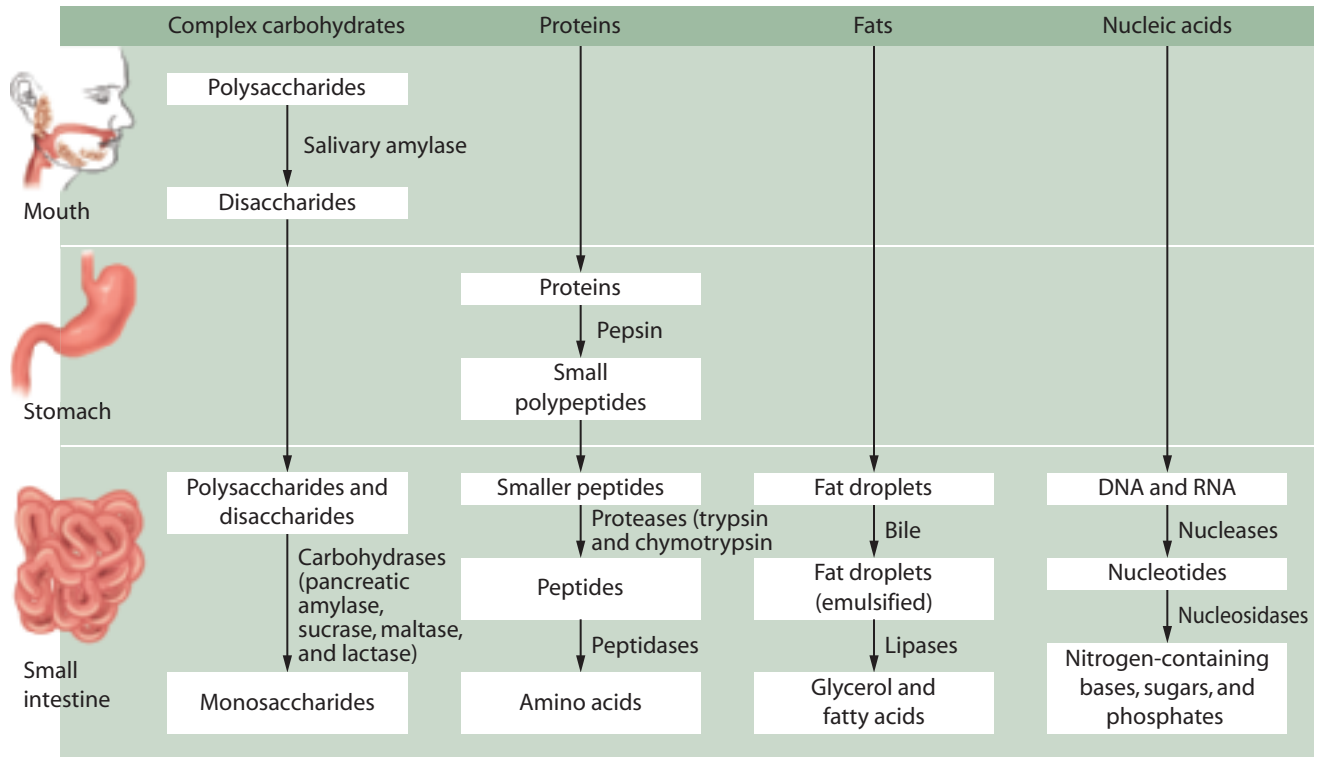 Complex carbohydrates
Proteins
Fats
Nucleic acids
Polysaccharides
Salivary amylase
Disaccharides
Mouth
Proteins
Pepsin
Small
polypeptides
Stomach
Polysaccharides and
disaccharides
Smaller peptides
Fat droplets
DNA and RNA
Carbohydrases
(pancreatic
amylase,
sucrase, maltase,
and lactase)
Proteases (trypsin
and chymotrypsin
Bile
Nucleases
Peptides
Fat droplets
(emulsified)
Nucleotides
Peptidases
Lipases
Nucleosidases
Small
intestine
Monosaccharides
Amino acids
Glycerol and
fatty acids
Nitrogen-containing
bases, sugars, and
phosphates